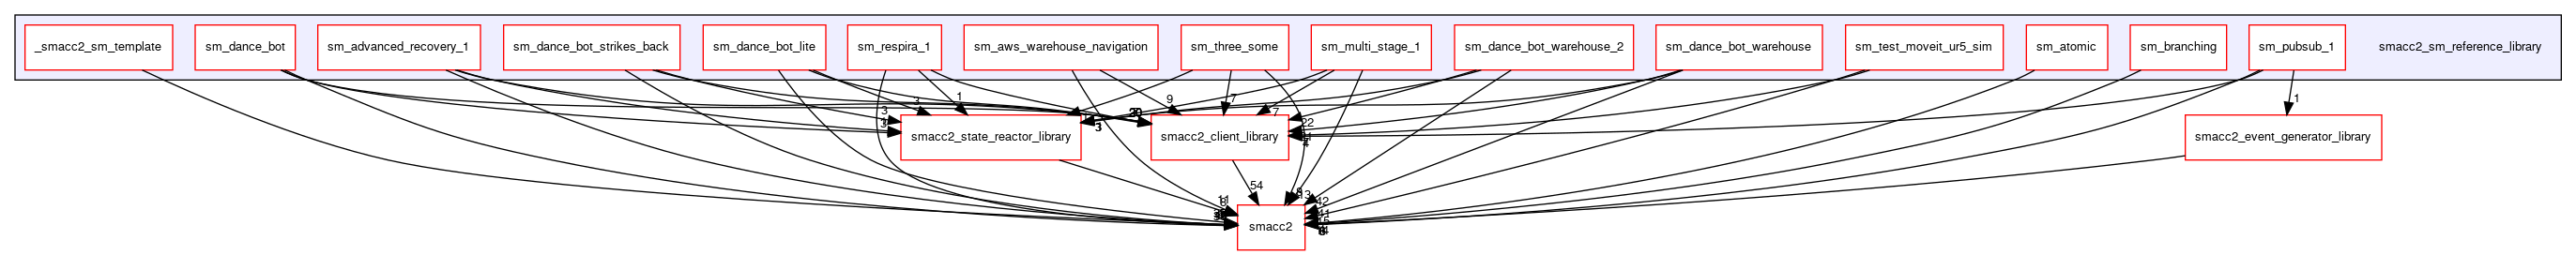 _smacc2_sm_template
sm_dance_bot
sm_advanced_recovery_1
sm_dance_bot_strikes_back
sm_dance_bot_lite
sm_respira_1
sm_aws_warehouse_navigation
sm_three_some
sm_multi_stage_1
sm_dance_bot_warehouse_2
sm_dance_bot_warehouse
sm_test_moveit_ur5_sim
sm_atomic
sm_branching
sm_pubsub_1
smacc2_sm_reference_library
3
1
9
7
1
3
7
22
smacc2_state_reactor_library
smacc2_client_library
smacc2_event_generator_library
54
13
42
smacc2